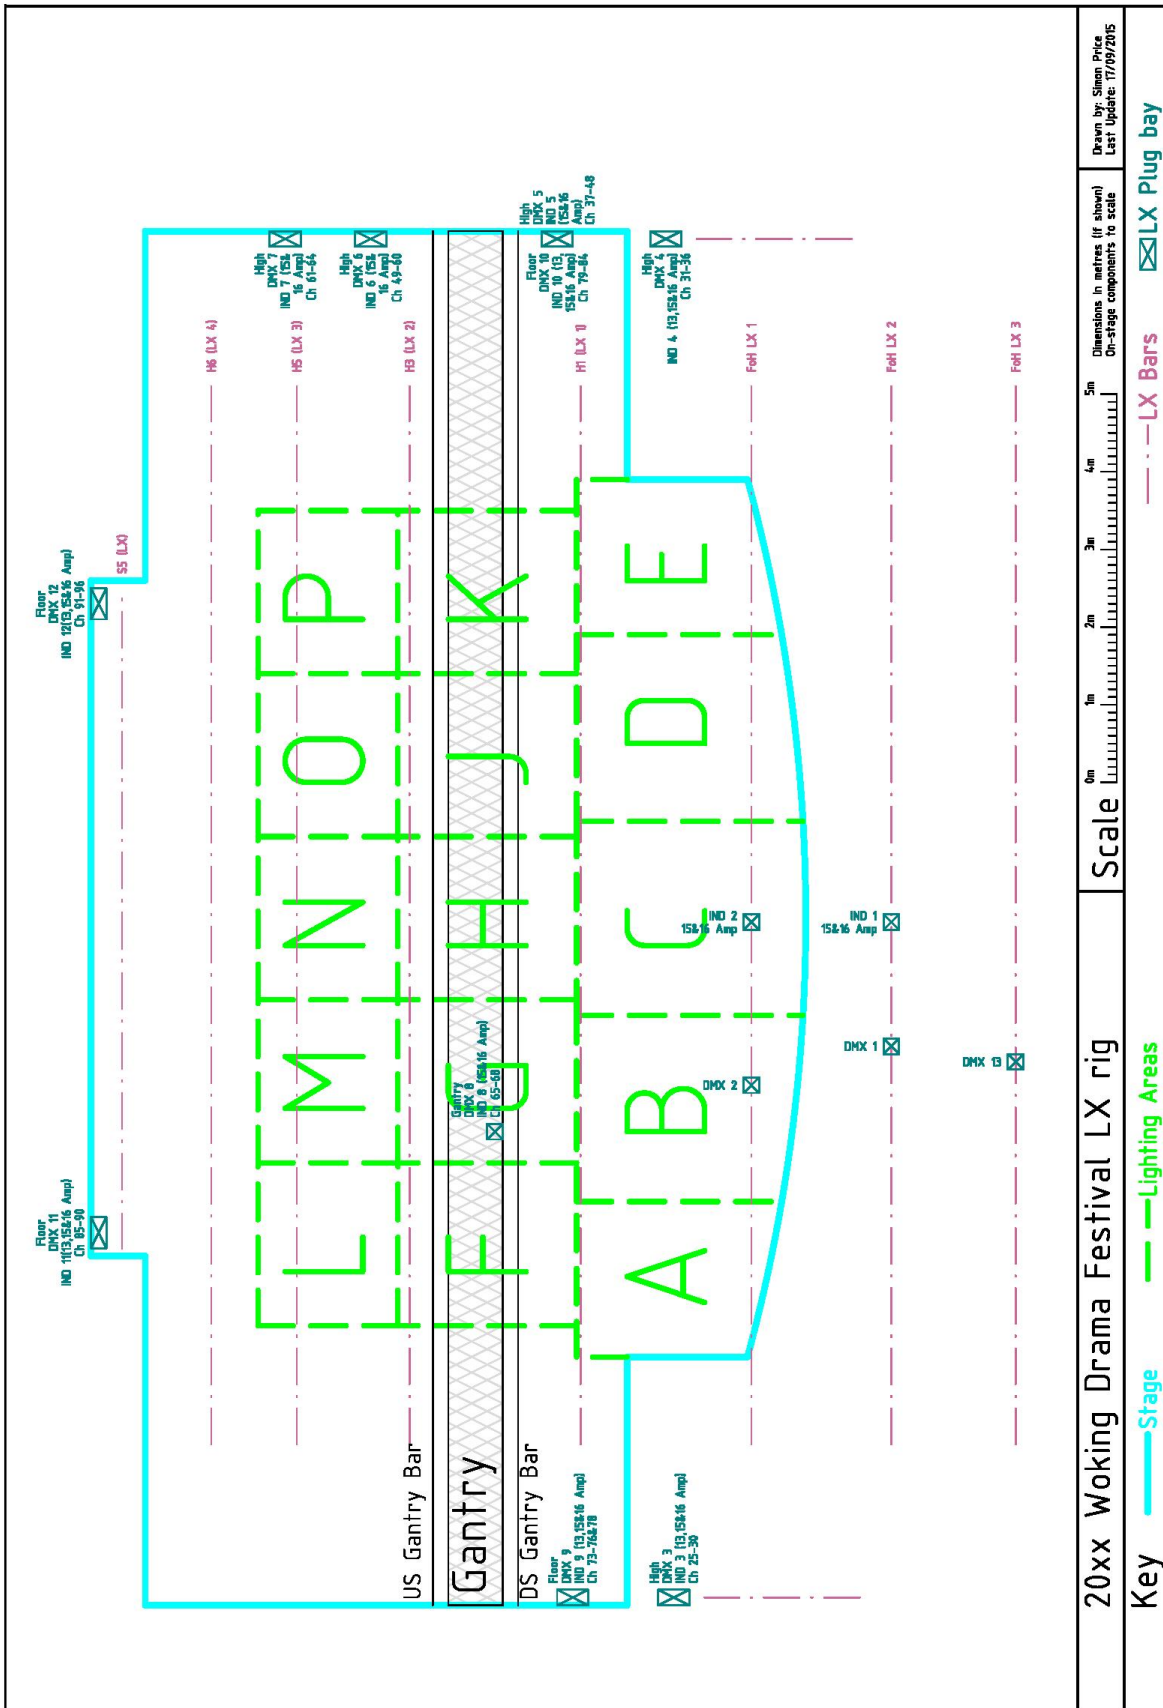 Floor
DMX 11
IND 11(13,15&16 Amp)
Ch 85-90
Floor
DMX 12
IND 12(13,15&16 Amp)
Ch 91-96
S5 (LX)
H6 (LX 4)
High
DMX 7
IND 7 (15&
16 Amp)
Ch 61-64
H5 (LX 3)
L M N O P
High
DMX 6
IND 6 (15&
16 Amp)
Ch 49-60
H3 (LX 2)
US Gantry Bar
Gantry
Gantry
DMX 8
IND 8 (15&16 Amp)
Ch 65-68
F G H J K
DS Gantry Bar
High
DMX 5
IND 5
(15&16
Amp)
Ch 37-48
Floor
DMX 10
IND 10 (13,
15&16 Amp)
Ch 79-84
Floor
DMX 9
IND 9 (13,15&16 Amp)
Ch 73-76&78
H1 (LX 1)
High
DMX 3
IND 3 (13,15&16 Amp)
Ch 25-30
A B C D E
High
DMX 4
IND 4 (13,15&16 Amp)
Ch 31-36
DMX 2
IND 2
15&16 Amp
FoH LX 1
DMX 1
IND 1
15&16 Amp
FoH LX 2
DMX 13
FoH LX 3
20xx Woking Drama Festival LX rig
Scale
0m 1m 2m 3m 4m 5m
Dimensions in metres (if shown)
On-stage components to scale
Drawn by: Simon Price
Last Update: 17/09/2015
Key
Stage
Lighting Areas
LX Bars
LX Plug bay